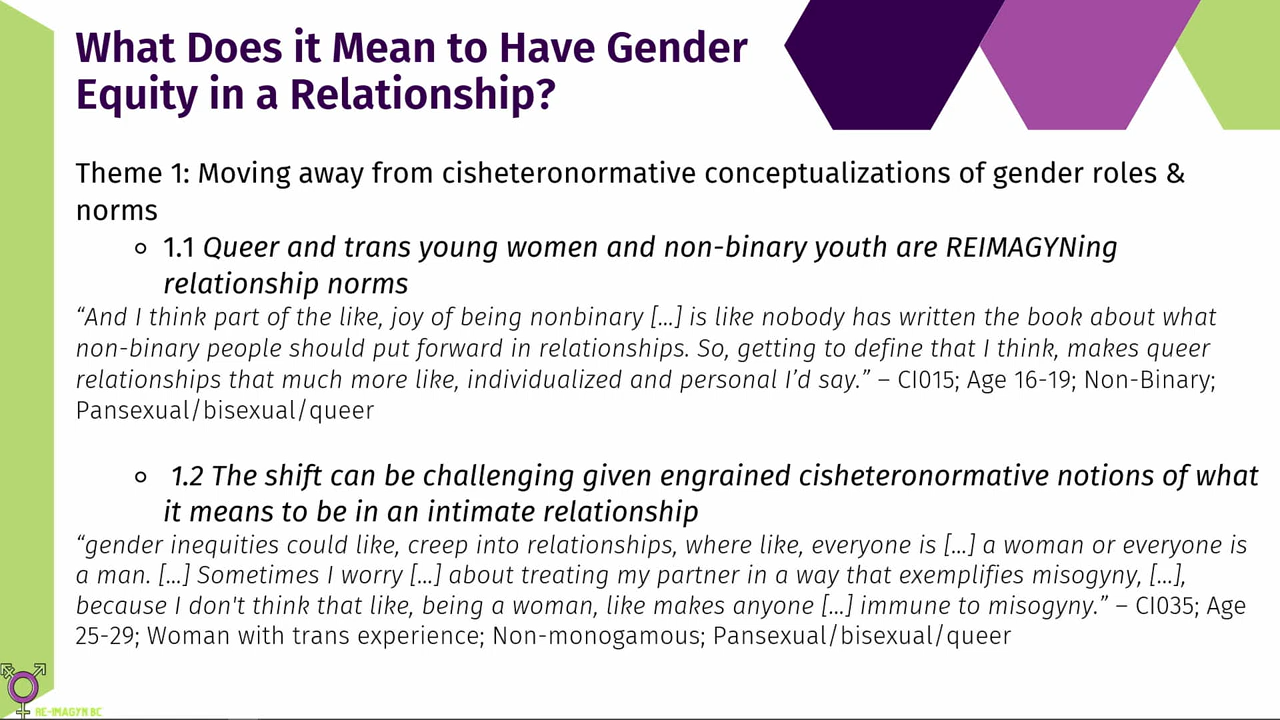 What Does it Mean to Have Gender
Equity in a Relationship?
Theme 1: Moving away from cisheteronormative conceptualizations of gender roles &
norms
1.1 Queer and trans young women and non-binary youth are REIMAGYNing
relationship norms
“And I think part of the like, joy of being nonbinary [...] is like nobody has written the book about what
non-binary people should put forward in relationships. So, getting to define that I think, makes queer
relationships that much more like, individualized and personal I’d say.” – CI015; Age 16-19; Non-Binary;
Pansexual/bisexual/queer
1.2 The shift can be challenging given engrained cisheteronormative notions of what
it means to be in an intimate relationship
“gender inequities could like, creep into relationships, where like, everyone is [...] a woman or everyone is
a man. [...] Sometimes I worry [...] about treating my partner in a way that exemplifies misogyny, [...],
because I don't think that like, being a woman, like makes anyone [...] immune to misogyny.” – CI035; Age
25-29; Woman with trans experience; Non-monogamous; Pansexual/bisexual/queer
RE-IMAGYN BC